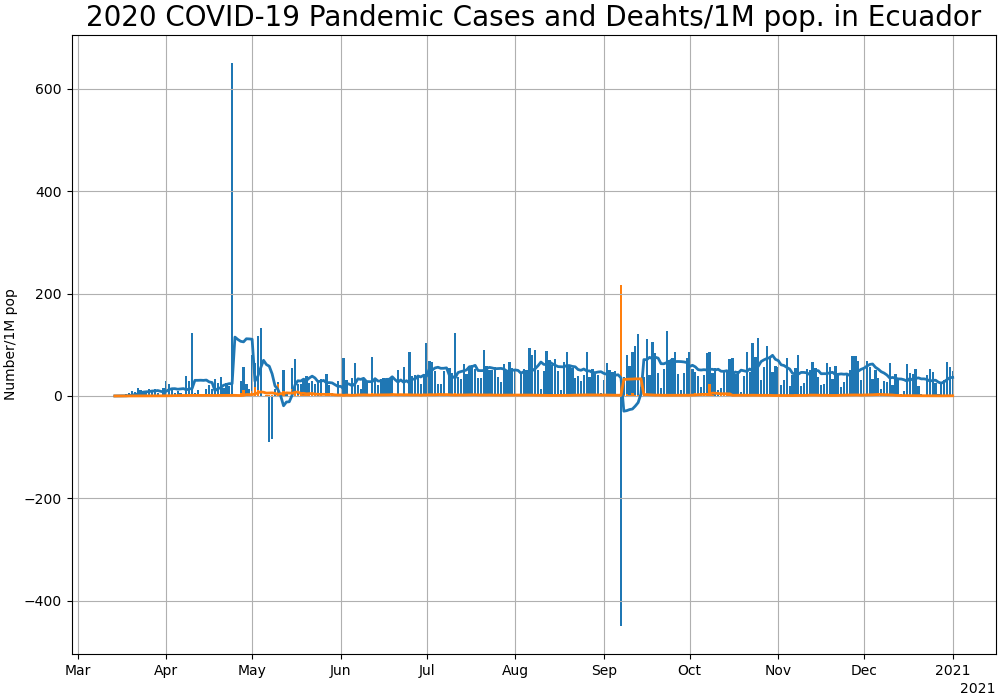 2020 COVID-19 Pandemic Cases and Deahts/1M pop. in Ecuador
Number/1M pop
600
400
200
0
−200
−400
Mar Apr May Jun Jul Aug Sep Oct Nov Dec 2021
2021